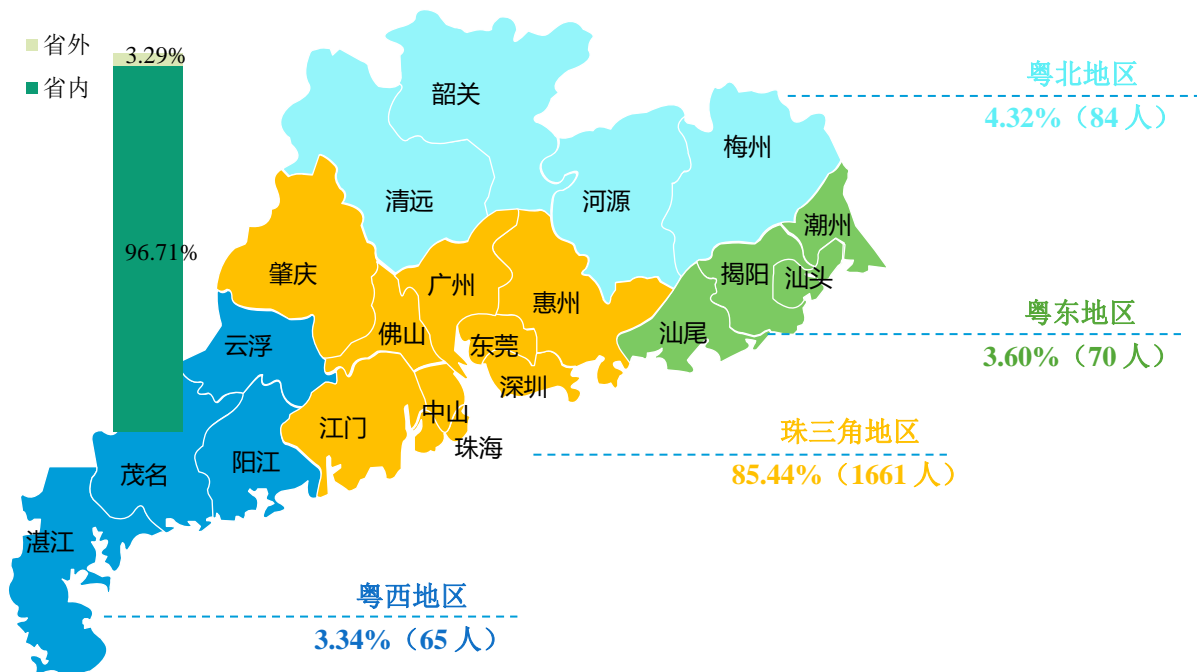 省外
3.29%
省内
96.71%
韶关
粤北地区
4.32%（84 人）
梅州
清远
河源
潮州
肇庆
广州
揭阳
汕头
惠州
粤东地区
3.60%（70 人）
云浮
佛山
东莞
汕尾
深圳
江门
中山
珠海
珠三角地区
85.44%（1661 人）
茂名
阳江
湛江
粤西地区
3.34%（65 人）